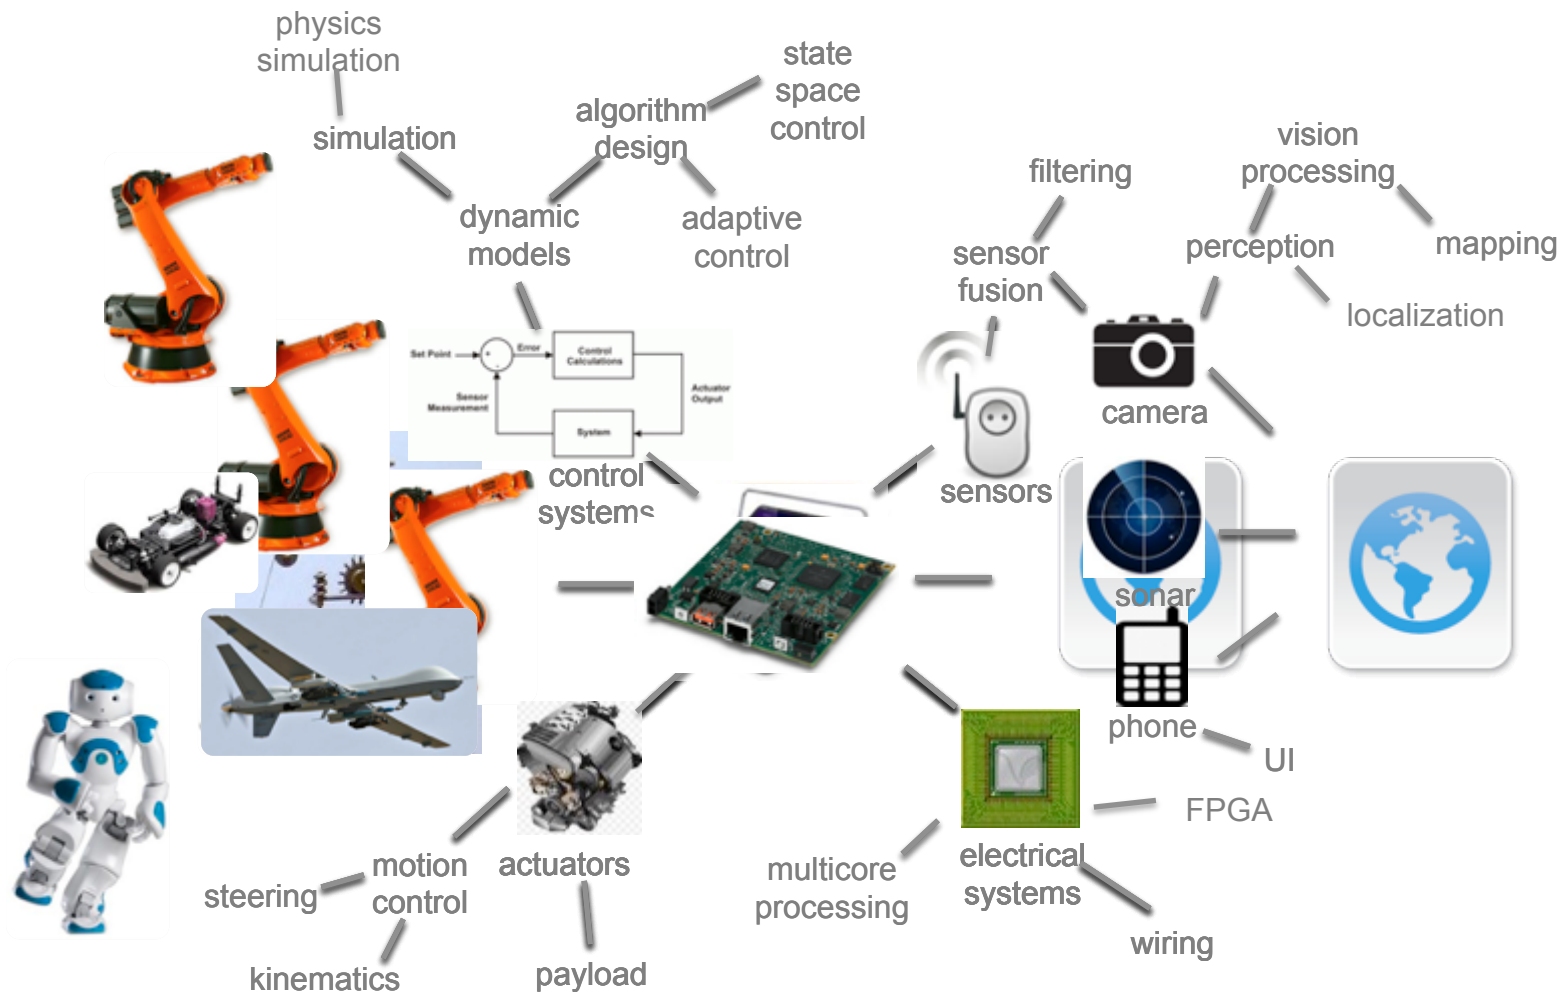 physics
simulation
simulation
algorithm
design
state
space
control
dynamic
models
adaptive
control
vision
processing
filtering
sensor
fusion
perception
mapping
localization
Set Point
Error
Control
Calculations
Sensor
Measurement
Actuator
Output
System
+
-
control
systems
camera
sensors
sonar
phone
UI
FPGA
electrical
systems
multicore
processing
wiring
actuators
motion
control
steering
kinematics
payload